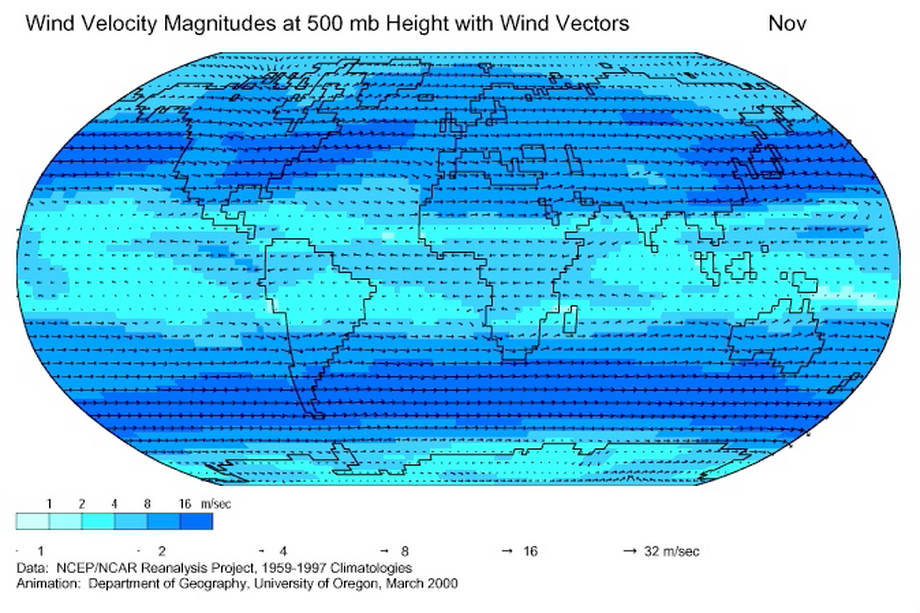 Wind Velocity Magnitudes at 500 mb Height with Wind Vectors Nov
1 2 4 8 16 m/sec
1 2 4 8 16 32 m/sec
Data: NCEP/NCAR Reanalysis Project, 1959-1997 Climatologies
Animation: Department of Geography, University of Oregon, March 2000